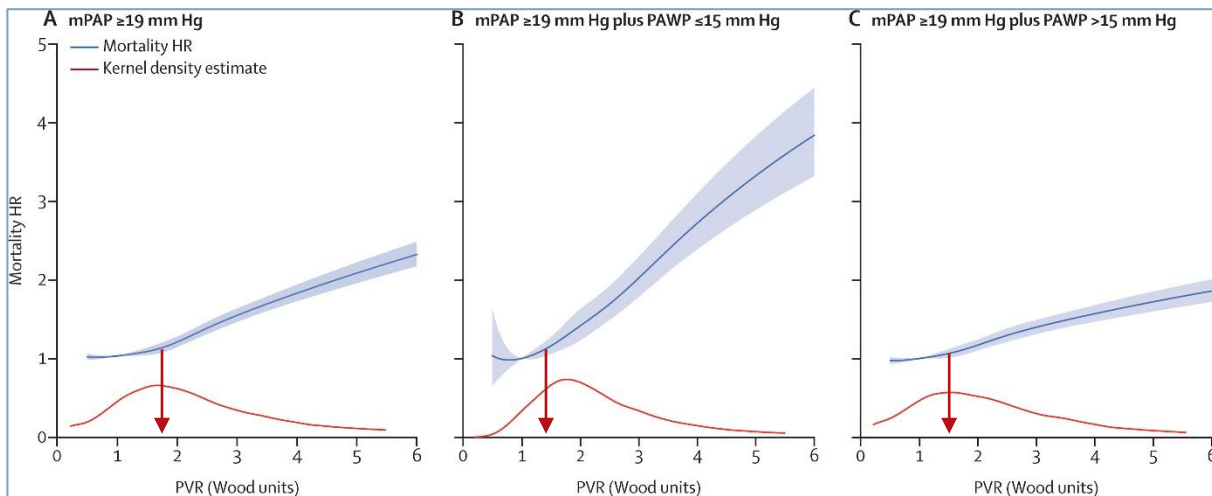 A mPAP ≥19 mm Hg
B mPAP ≥19 mm Hg plus PAWP ≤15 mm Hg
C mPAP ≥19 mm Hg plus PAWP >15 mm Hg
Mortality HR
Kernel density estimate
Mortality HR
5
4
3
2
1
0
0 1 2 3 4 5 6
PVR (Wood units)
0 1 2 3 4 5 6
PVR (Wood units)
0 1 2 3 4 5 6
PVR (Wood units)